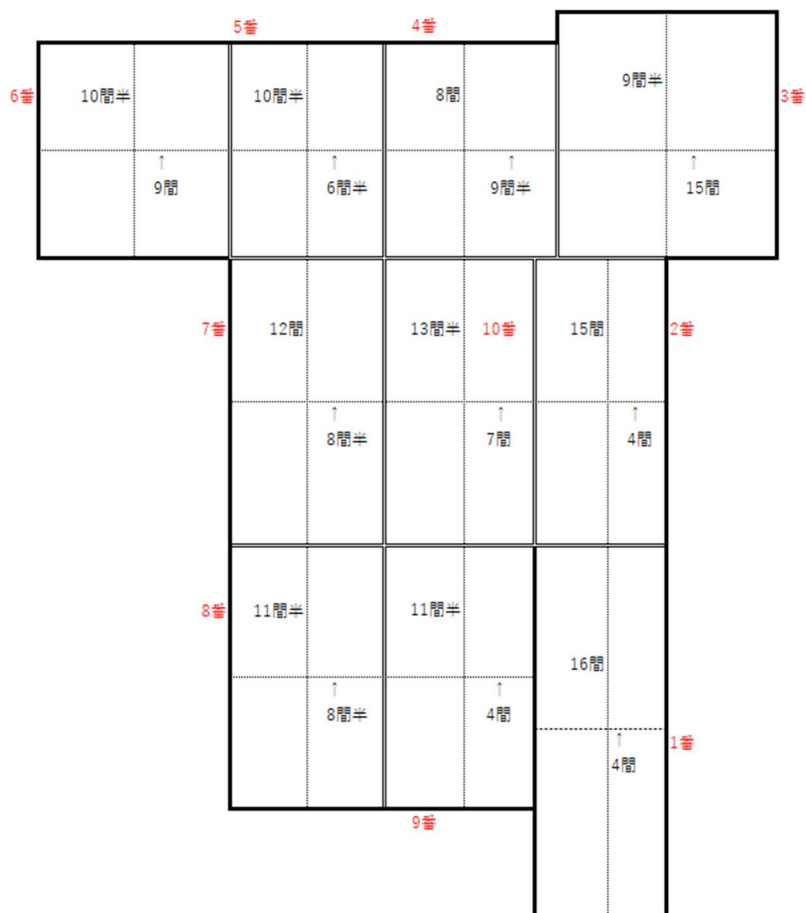 5番 4番
6番 10間半 10間半 8間 9間半 3番
↑ ↑ ↑ ↑
9間 6間半 9間半 15間
7番 12間 13間半 10番 15間 2番
↑ ↑ ↑
8間半 7間 4間
8番 11間半 11間半
16間
↑ ↑
8間半 4間
↑ 1番
4間
9番